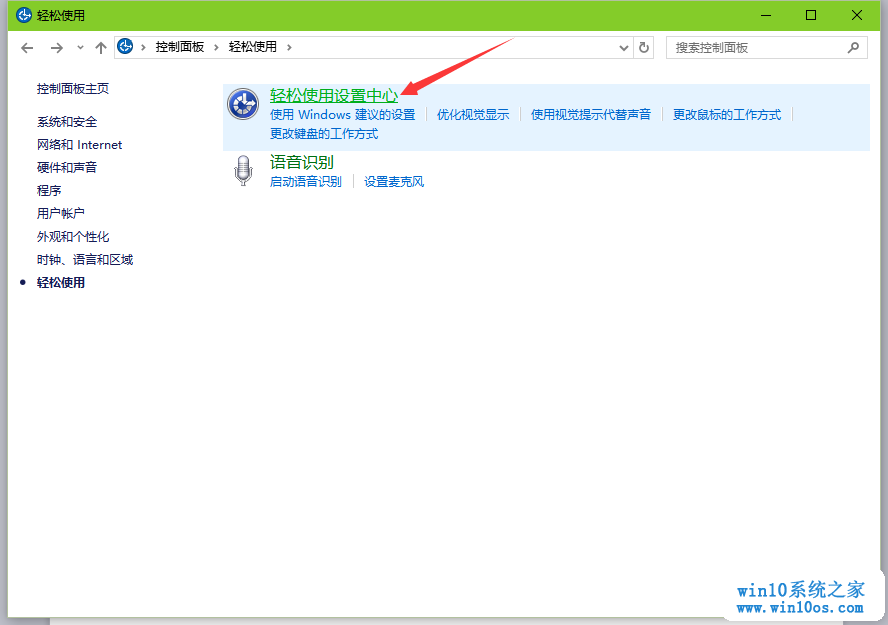 轻松使用
控制面板 轻松使用
搜索控制面板
控制面板主页
系统和安全
网络和 Internet
硬件和声音
程序
用户帐户
外观和个性化
时钟、语言和区域
轻松使用
轻松使用设置中心
使用 Windows 建议的设置 优化视觉显示 使用视觉提示代替声音 更改鼠标的工作方式
更改键盘的工作方式
语音识别
启动语音识别 设置麦克风
win10系统之家
www.win10os.com